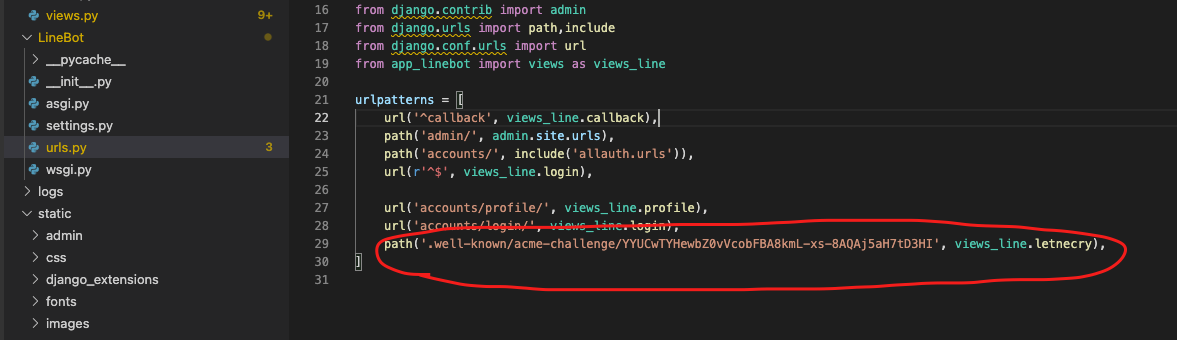 views.py 9+
LineBot
__pycache__
__init__.py
asgi.py
settings.py
urls.py 3
wsgi.py
logs
static
admin
css
django_extensions
fonts
images
16 from django.contrib import admin
17 from django.urls import path,include
18 from django.conf.urls import url
19 from app_linebot import views as views_line
20
21 urlpatterns = [
22 url('^callback', views_line.callback),
23 path('admin/', admin.site.urls),
24 path('accounts/', include('allauth.urls')),
25 url(r'^$', views_line.login),
26
27 url('accounts/profile/', views_line.profile),
28 url('accounts/login/', views_line.login),
29 path('.well-known/acme-challenge/YYUCwTYHewbZ0vVcobFBA8kmL-xs-8AQAj5aH7tD3HI', views_line.letnecry),
30 ]
31